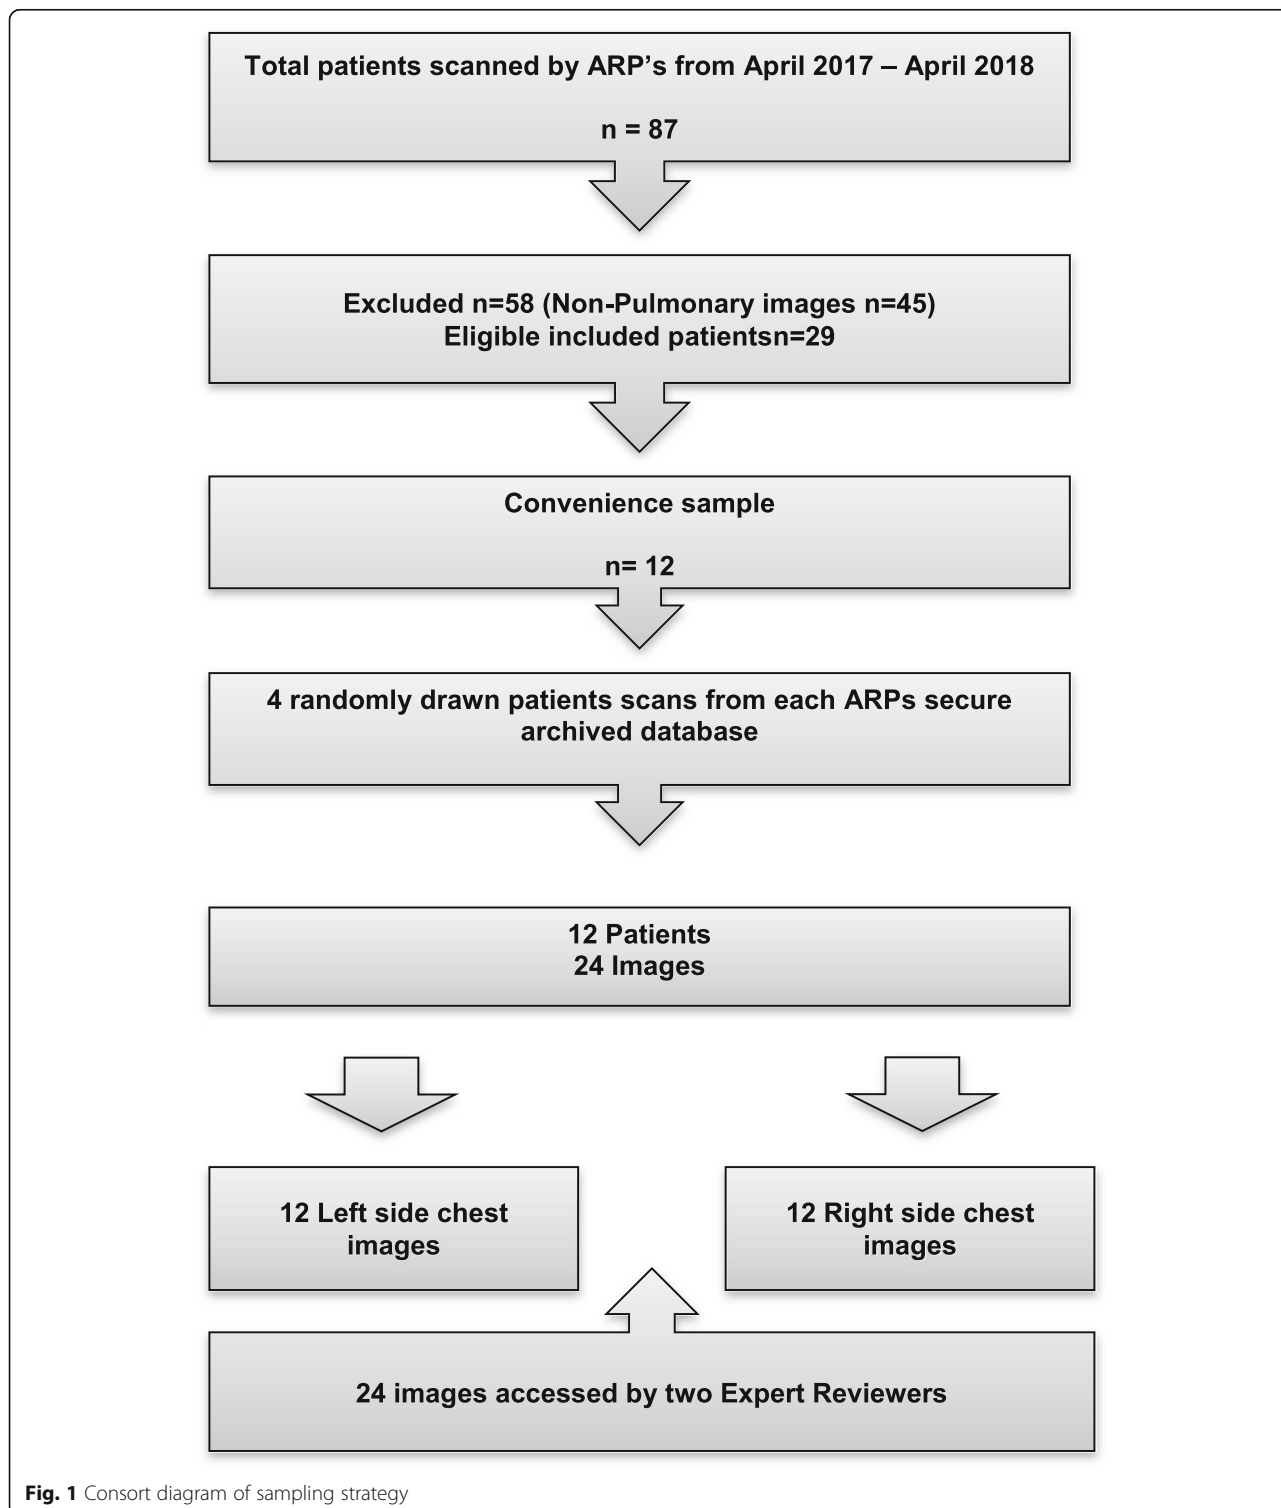 Total patients scanned by ARP’s from April 2017 – April 2018
n = 87
Excluded n=58 (Non-Pulmonary images n=45)
Eligible included patientsn=29
Convenience sample
n= 12
4 randomly drawn patients scans from each ARPs secure
archived database
12 Patients
24 Images
12 Left side chest
images
12 Right side chest
images
24 images accessed by two Expert Reviewers
Fig. 1 Consort diagram of sampling strategy